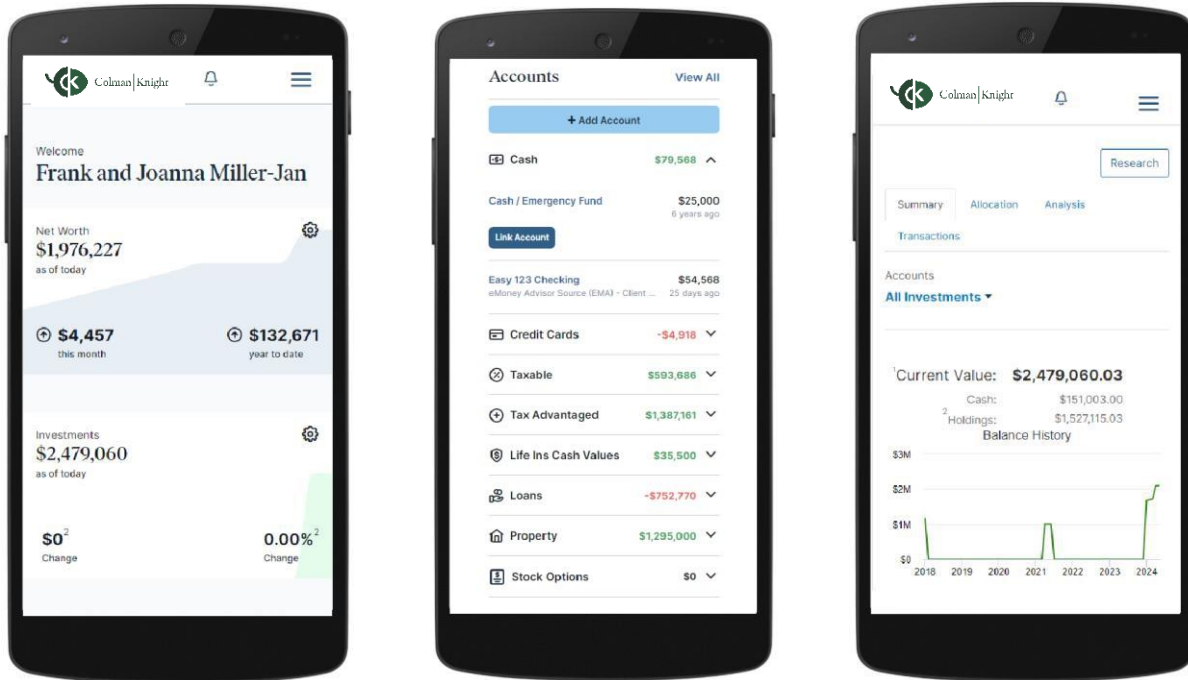 Colman|Knight
Welcome
Frank and Joanna Miller-Jan
Net Worth
$1,976,227
as of today
$4,457
this month
$132,671
year to date
Investments
$2,479,060
as of today
$0²
Change
0.00%²
Change
Accounts View All
+ Add Account
Cash $79,568
Cash / Emergency Fund $25,000
6 years ago
Link Account
Easy 123 Checking $54,568
eMoney Advisor Source (EMA) - Client ... 25 days ago
Credit Cards -$4,918
Taxable $593,686
Tax Advantaged $1,387,161
Life Ins Cash Values $35,500
Loans -$752,770
Property $1,295,000
Stock Options $0
Colman|Knight
Research
Summary Allocation Analysis
Transactions
Accounts
All Investments
¹Current Value: $2,479,060.03
Cash: $151,003.00
²Holdings: $1,527,115.03
Balance History
$3M
$2M
$1M
$0
2018 2019 2020 2021 2022 2023 2024